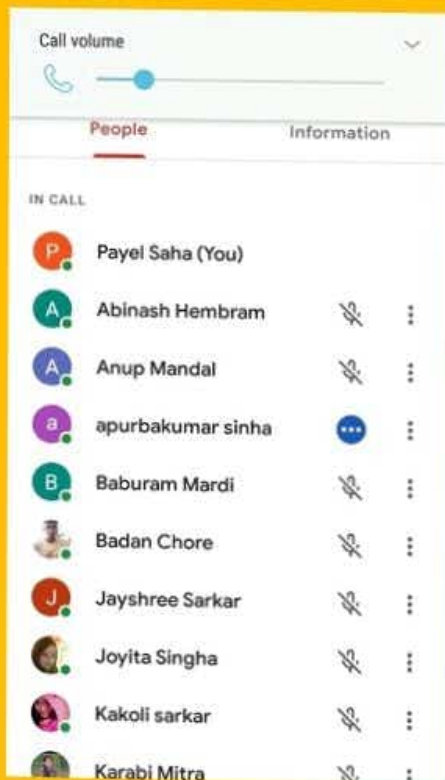 Call volume
People Information
IN CALL
P Payel Saha (You)
A Abinash Hembram
A Anup Mandal
a apurbakumar sinha
B Baburam Mardi
Badan Chore
J Jayshree Sarkar
Joyita Singha
Kakoli sarkar
Karabi Mitra